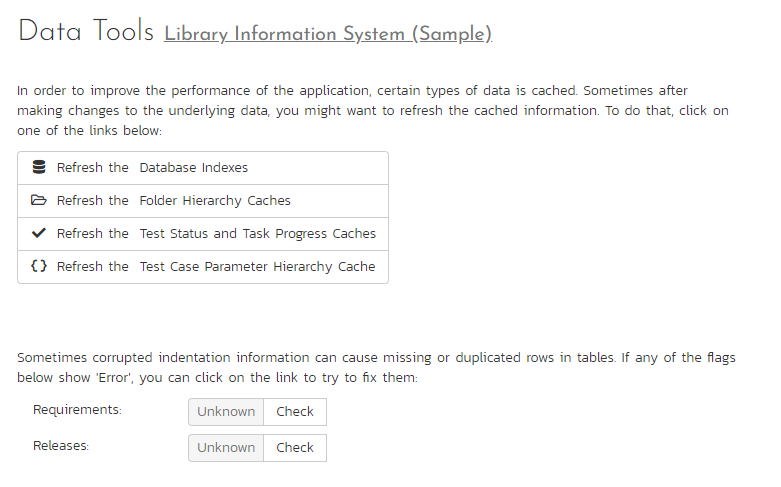 Data Tools Library Information System (Sample)
In order to improve the performance of the application, certain types of data is cached. Sometimes after
making changes to the underlying data, you might want to refresh the cached information. To do that, click on
one of the links below:
Refresh the Database Indexes
Refresh the Folder Hierarchy Caches
Refresh the Test Status and Task Progress Caches
Refresh the Test Case Parameter Hierarchy Cache
Sometimes corrupted indentation information can cause missing or duplicated rows in tables. If any of the flags
below show 'Error', you can click on the link to try to fix them:
Requirements: Unknown Check
Releases: Unknown Check